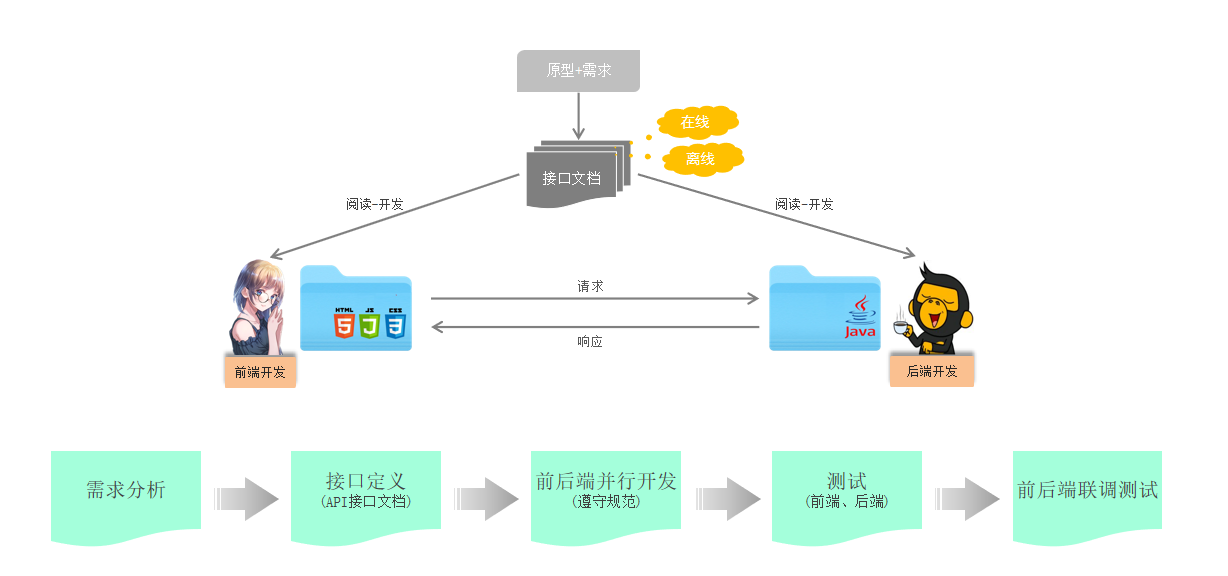 原型+需求
在线
离线
接口文档
阅读-开发
阅读-开发
请求
HTML
JS
CSS
5
3
Java
响应
前端开发
后端开发
需求分析
接口定义
(API接口文档)
前后端并行开发
(遵守规范)
测试
(前端、后端)
前后端联调测试